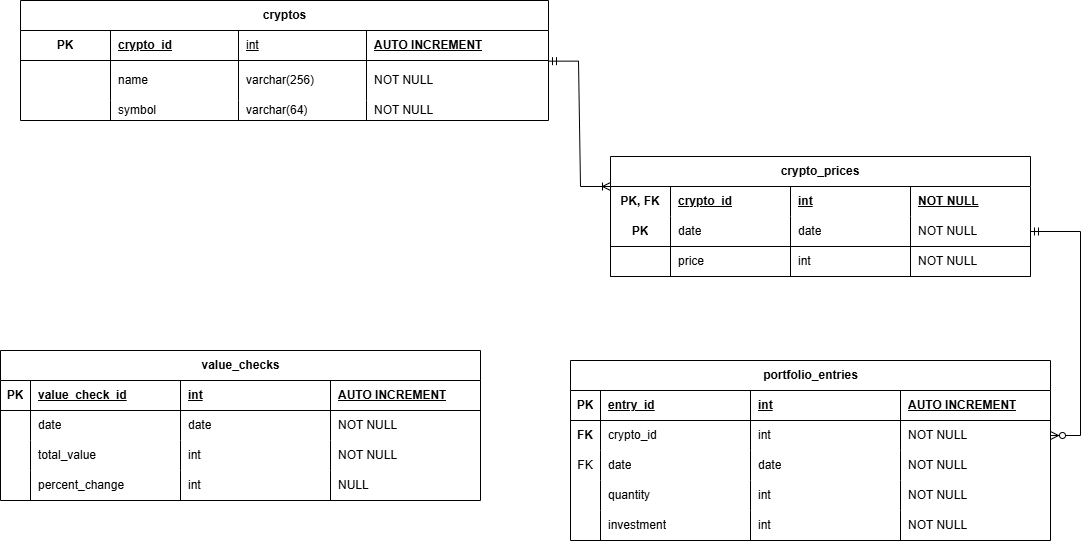 cryptos
PK crypto_id int AUTO INCREMENT
name varchar(256) NOT NULL
symbol varchar(64) NOT NULL
crypto_prices
PK, FK crypto_id int NOT NULL
PK date date NOT NULL
price int NOT NULL
value_checks
PK value_check_id int AUTO INCREMENT
date date NOT NULL
total_value int NOT NULL
percent_change int NULL
portfolio_entries
PK entry_id int AUTO INCREMENT
FK crypto_id int NOT NULL
FK date date NOT NULL
quantity int NOT NULL
investment int NOT NULL